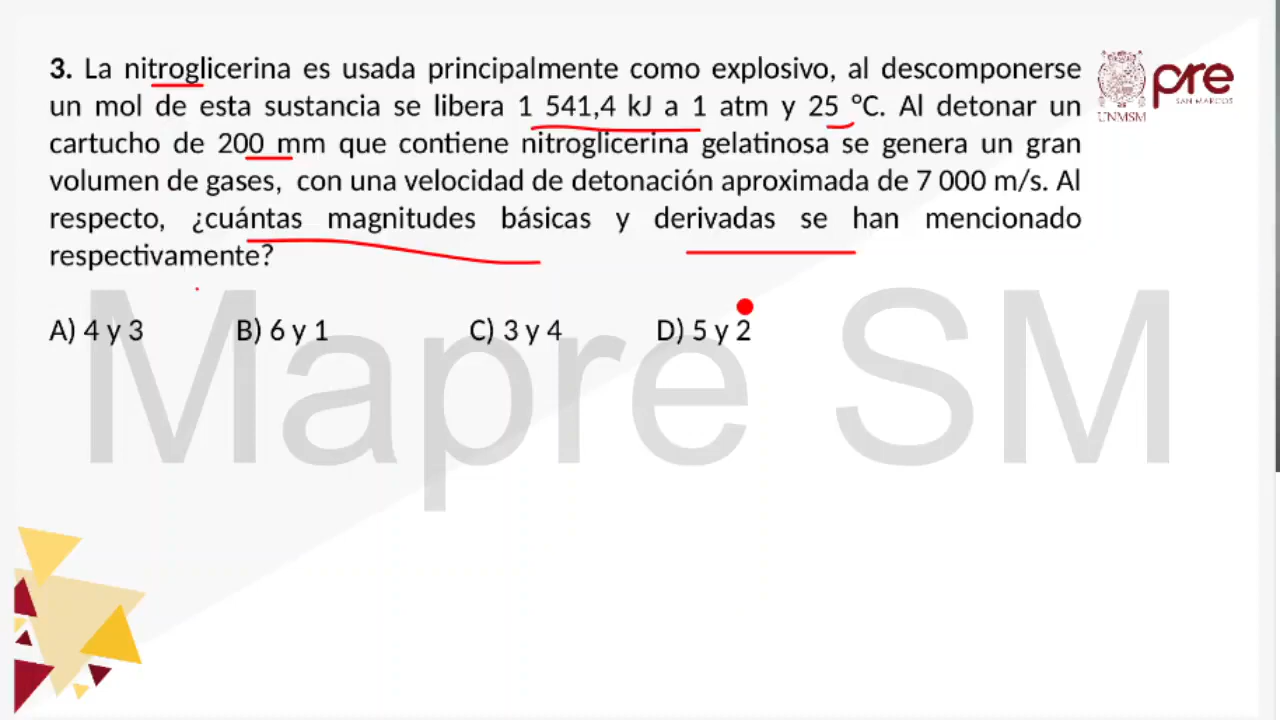 3. La nitroglicerina es usada principalmente como explosivo, al descomponerse
un mol de esta sustancia se libera 1 541,4 kJ a 1 atm y 25 °C. Al detonar un
cartucho de 200 mm que contiene nitroglicerina gelatinosa se genera un gran
volumen de gases, con una velocidad de detonación aproximada de 7 000 m/s. Al
respecto, ¿cuántas magnitudes básicas y derivadas se han mencionado
respectivamente?
A) 4 y 3 B) 6 y 1 C) 3 y 4 D) 5 y 2
pre
SAN MARCOS
UNMSM
Mapre SM